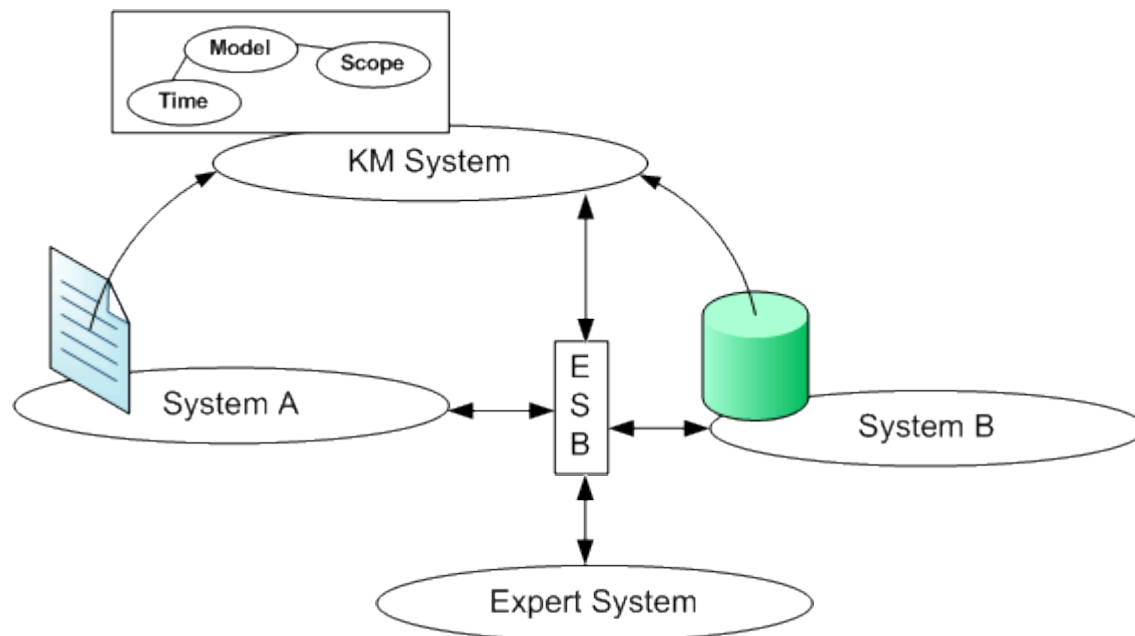 Model
Scope
Time
KM System
E
S
B
System A
System B
Expert System